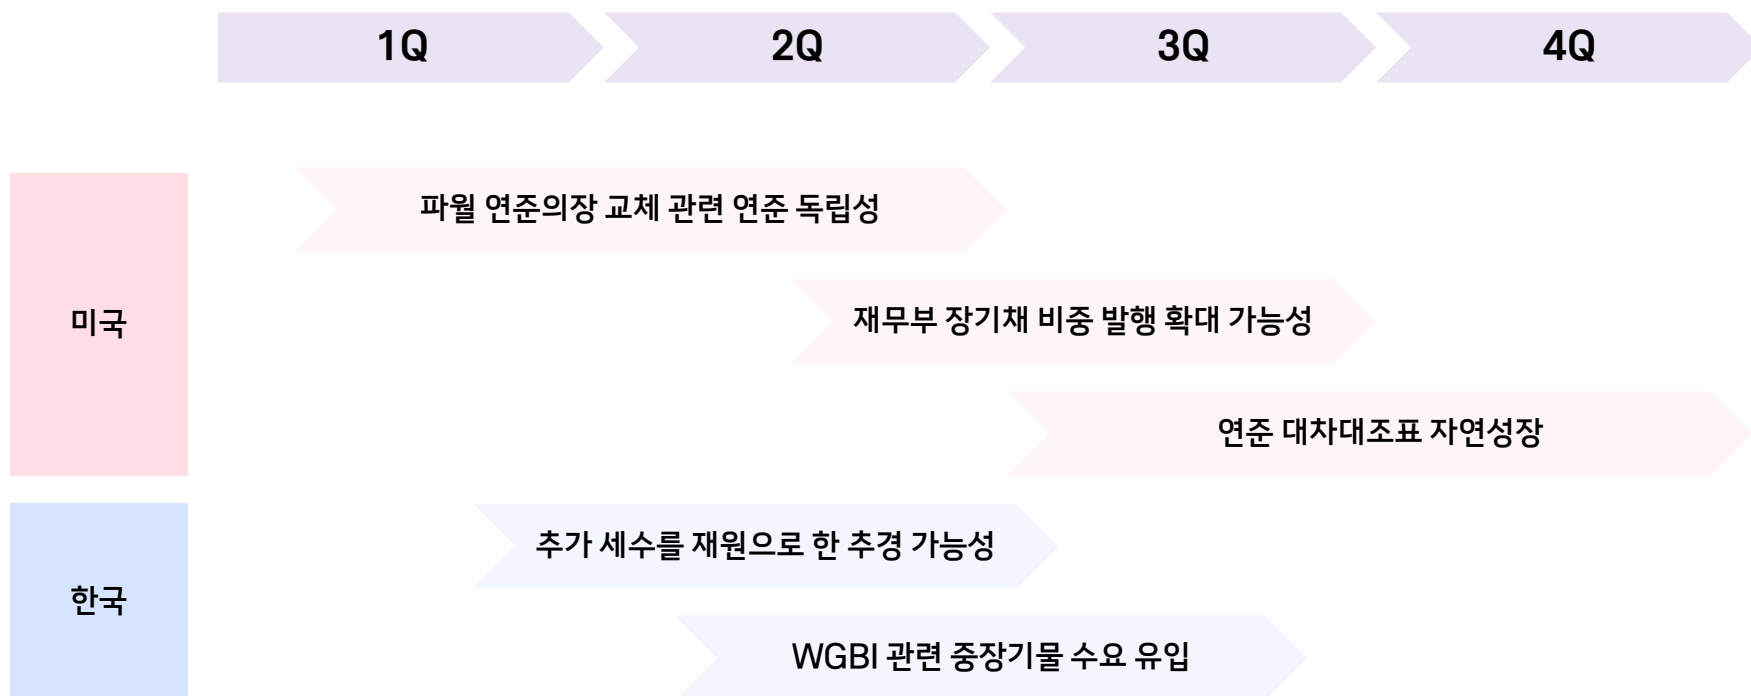 1Q
2Q
3Q
4Q
미국
파월 연준의장 교체 관련 연준 독립성
재무부 장기채 비중 발행 확대 가능성
연준 대차대조표 자연성장
한국
추가 세수를 재원으로 한 추경 가능성
WGBI 관련 중장기물 수요 유입